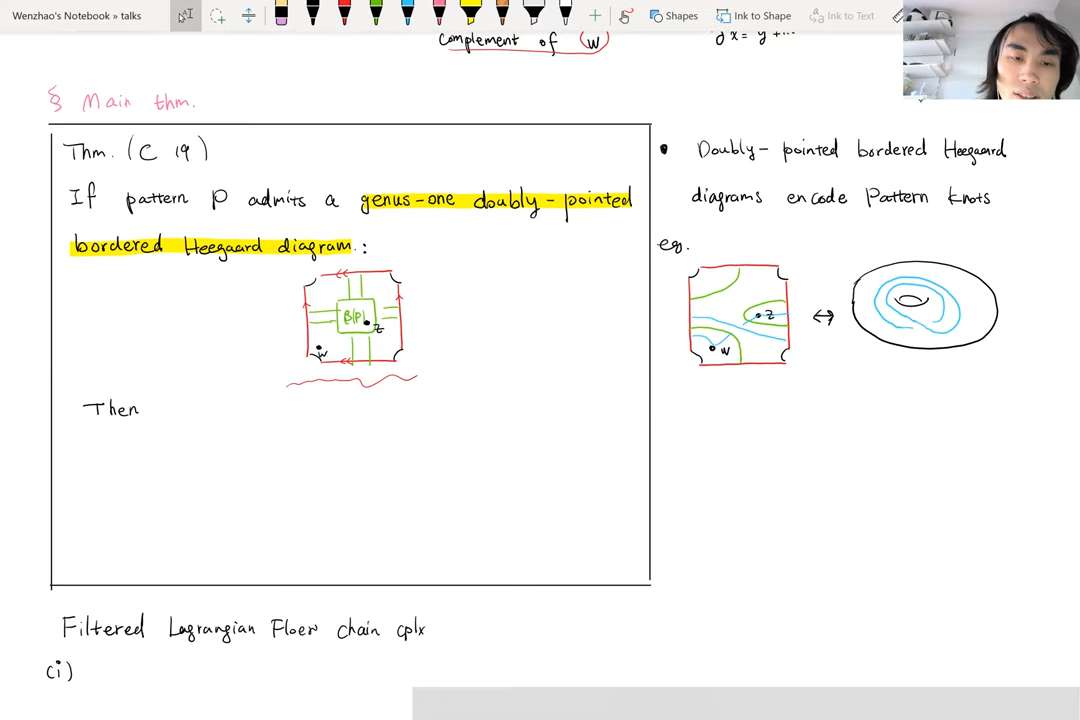 Wenzhao's Notebook » talks
Shapes
Ink to Shape
Ink to Text
Complement of (w)
∂x = y + ...
§ Main thm.
Thm. (C 19)
If pattern P admits a genus-one doubly-pointed
bordered Heegaard diagram :
β(P)
z
w
Then
• Doubly-pointed bordered Heegaard
diagrams encode Pattern knots
eg.
z
w
↔
Filtered Lagrangian Floer chain cplx
(i)